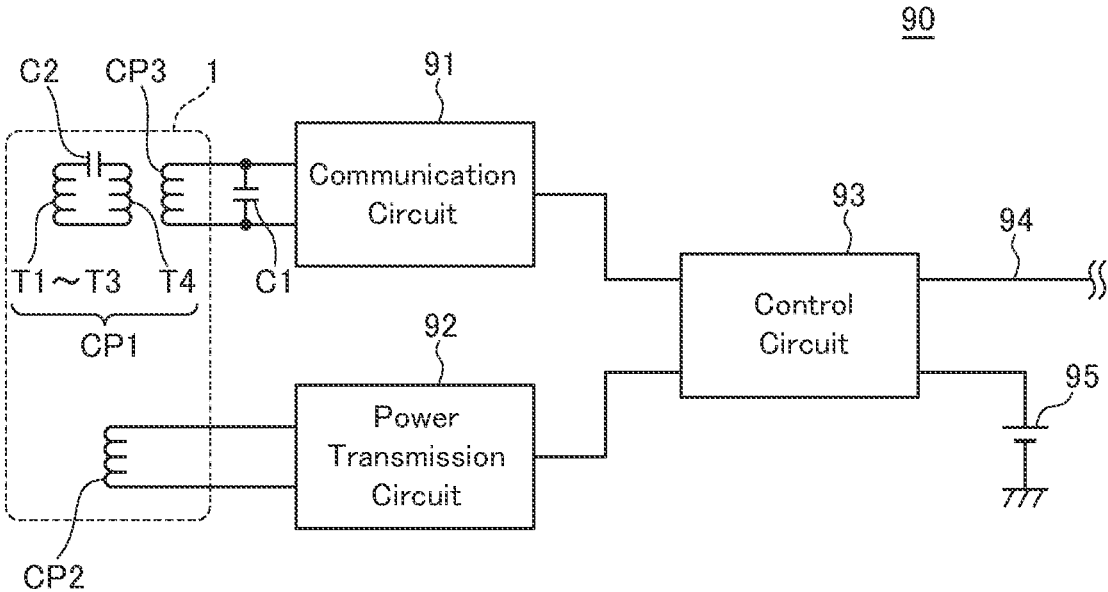 90
C2
CP3
1
91
Communication
Circuit
93
94
T1~T3
T4
C1
CP1
Control
Circuit
92
95
Power
Transmission
Circuit
CP2